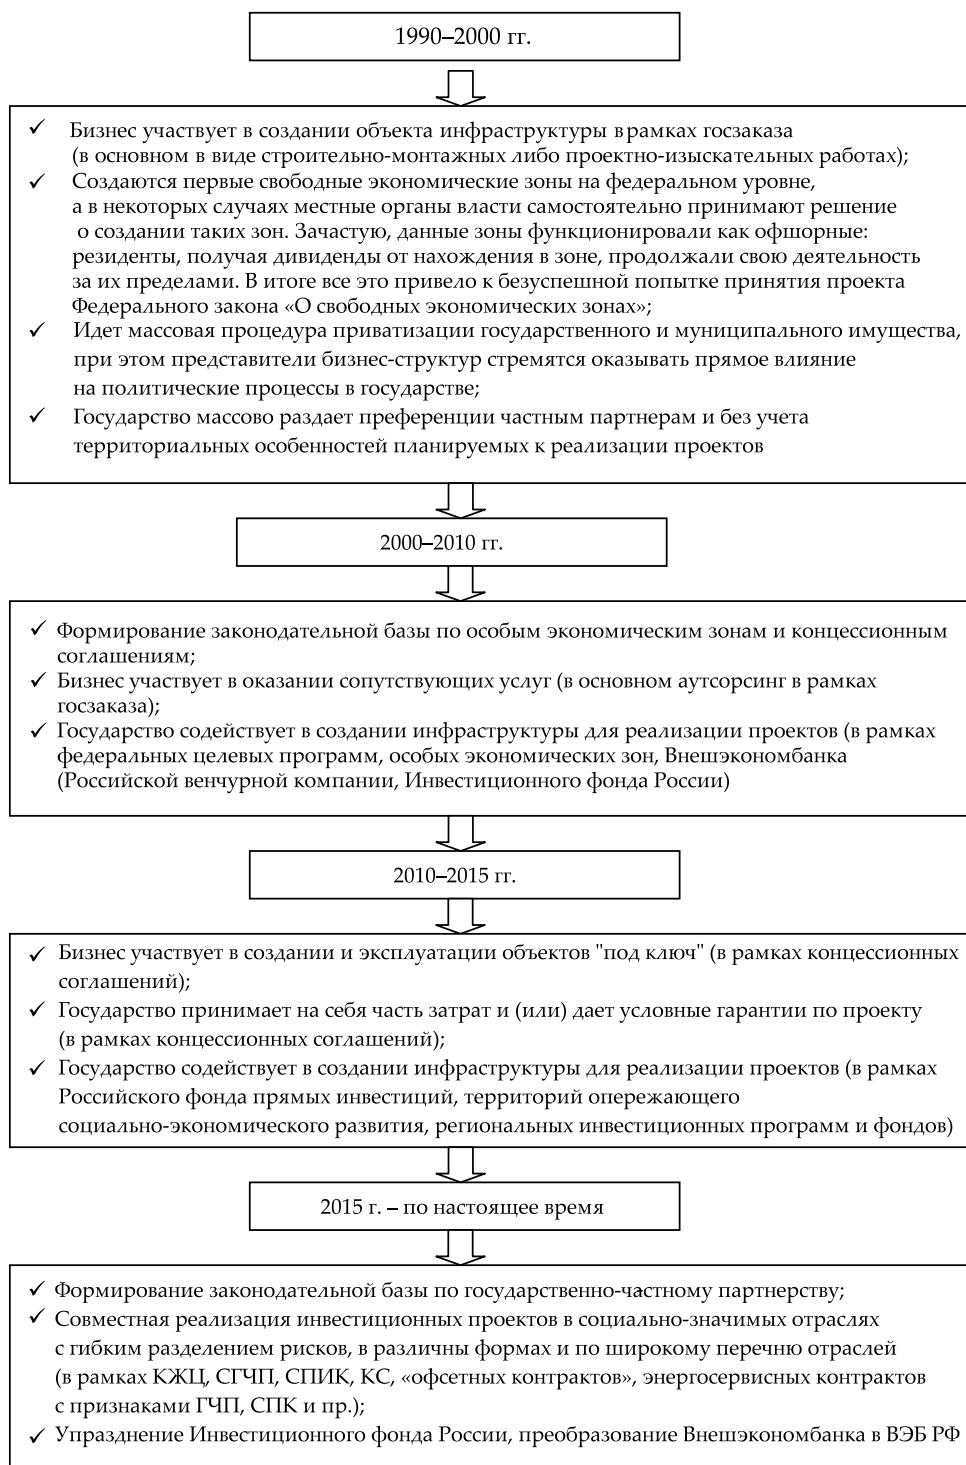 1990–2000 гг.
✓ Бизнес участвует в создании объекта инфраструктуры в рамках госзаказа
(в основном в виде строительно-монтажных либо проектно-изыскательных работах);
✓ Создаются первые свободные экономические зоны на федеральном уровне,
а в некоторых случаях местные органы власти самостоятельно принимают решение
о создании таких зон. Зачастую, данные зоны функционировали как офшорные:
резиденты, получая дивиденды от нахождения в зоне, продолжали свою деятельность
за их пределами. В итоге все это привело к безуспешной попытке принятия проекта
Федерального закона «О свободных экономических зонах»;
✓ Идет массовая процедура приватизации государственного и муниципального имущества,
при этом представители бизнес-структур стремятся оказывать прямое влияние
на политические процессы в государстве;
✓ Государство массово раздает преференции частным партнерам и без учета
территориальных особенностей планируемых к реализации проектов
2000–2010 гг.
✓ Формирование законодательной базы по особым экономическим зонам и концессионным
соглашениям;
✓ Бизнес участвует в оказании сопутствующих услуг (в основном аутсорсинг в рамках
госзаказа);
✓ Государство содействует в создании инфраструктуры для реализации проектов (в рамках
федеральных целевых программ, особых экономических зон, Внешэкономбанка
(Российской венчурной компании, Инвестиционного фонда России)
2010–2015 гг.
✓ Бизнес участвует в создании и эксплуатации объектов "под ключ" (в рамках концессионных
соглашений);
✓ Государство принимает на себя часть затрат и (или) дает условные гарантии по проекту
(в рамках концессионных соглашений);
✓ Государство содействует в создании инфраструктуры для реализации проектов (в рамках
Российского фонда прямых инвестиций, территорий опережающего
социально-экономического развития, региональных инвестиционных программ и фондов)
2015 г. – по настоящее время
✓ Формирование законодательной базы по государственно-частному партнерству;
✓ Совместная реализация инвестиционных проектов в социально-значимых отраслях
с гибким разделением рисков, в различны формах и по широкому перечню отраслей
(в рамках КЖЦ, СГЧП, СПИК, КС, «офсетных контрактов», энергосервисных контрактов
с признаками ГЧП, СПК и пр.);
✓ Упразднение Инвестиционного фонда России, преобразование Внешэкономбанка в ВЭБ РФ